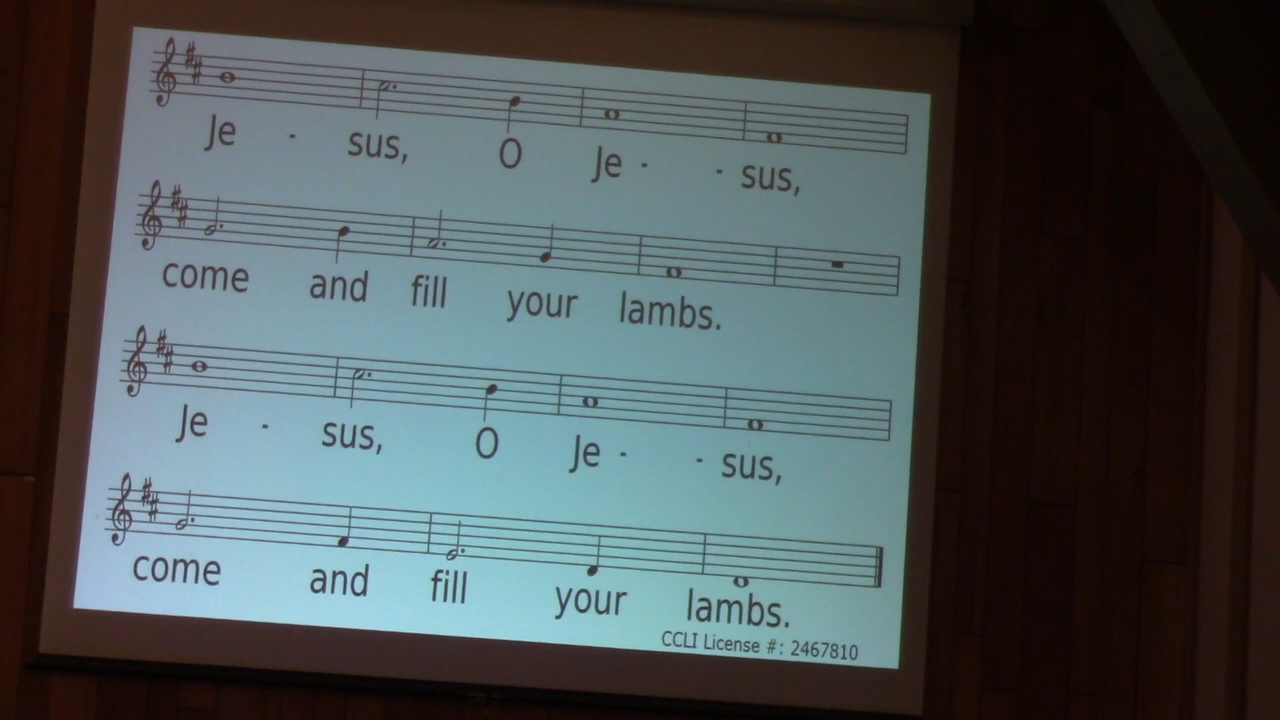 Je - sus, O Je - - sus,
come and fill your lambs.
Je - sus, O Je - - sus,
come and fill your lambs.
CCLI License #: 2467810